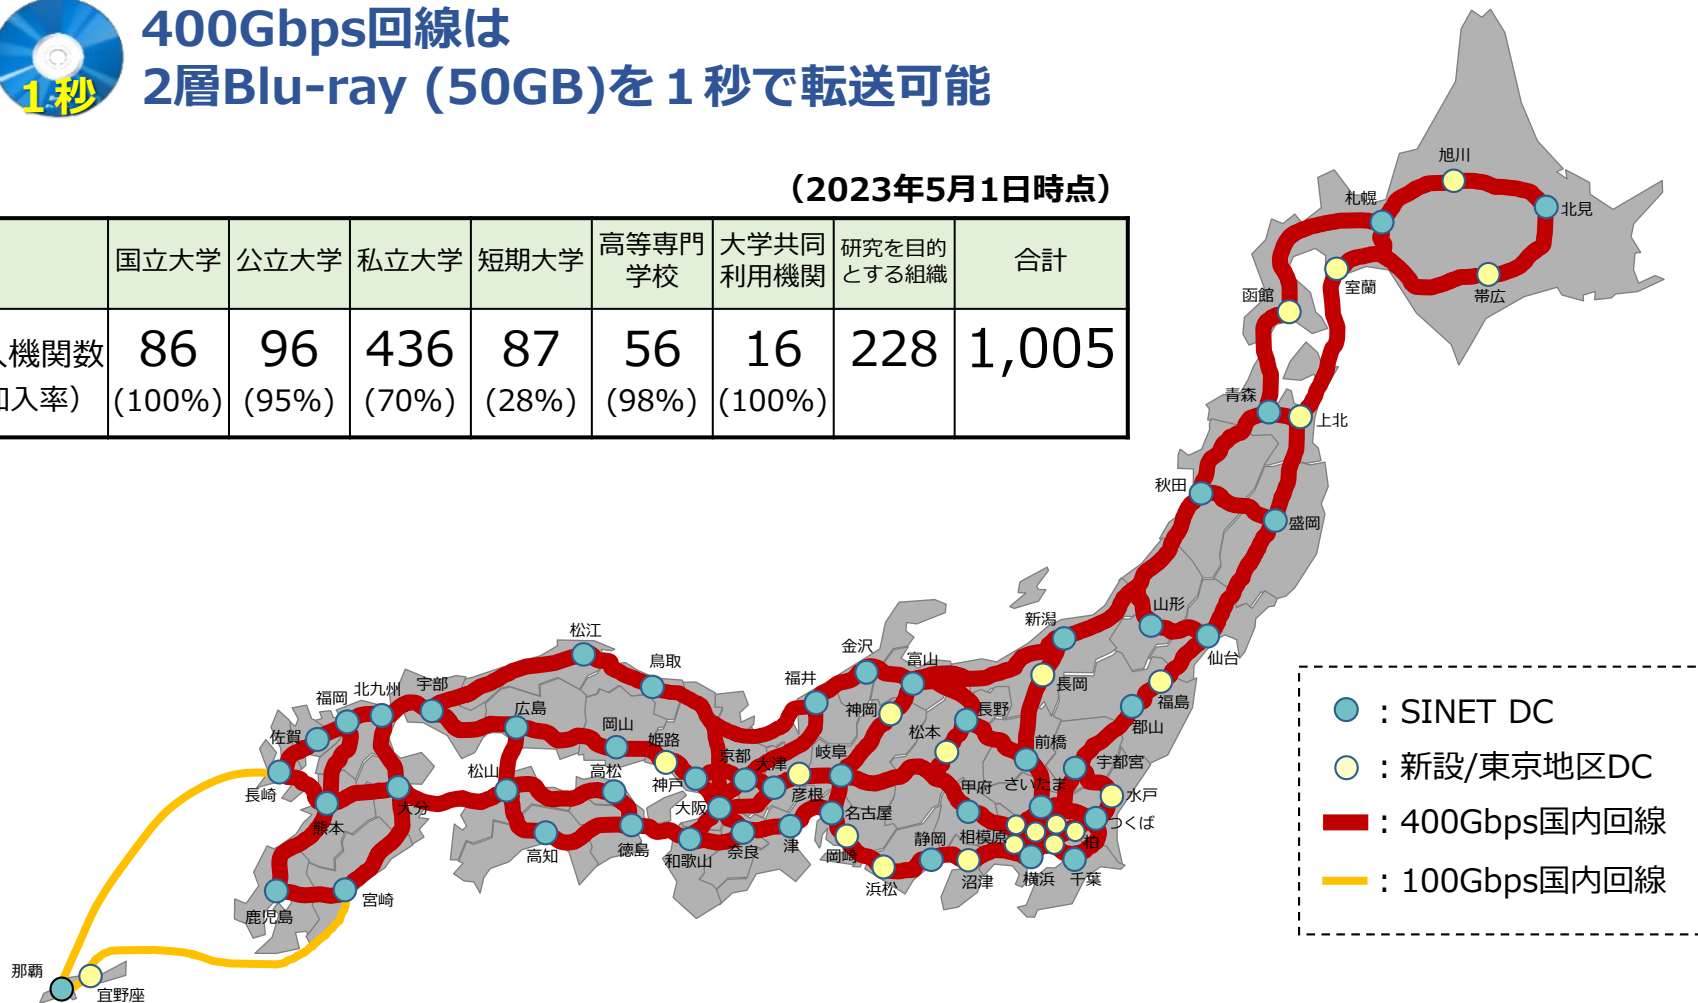 1秒
400Gbps回線は
2層Blu-ray (50GB)を1秒で転送可能
（2023年5月1日時点）
国立大学 公立大学 私立大学 短期大学 高等専門学校 大学共同利用機関 研究を目的とする組織 合計
機関数 86 96 436 87 56 16 228 1,005
入率） (100%) (95%) (70%) (28%) (98%) (100%)
旭川
札幌
北見
函館
室蘭
帯広
青森
上北
秋田
盛岡
山形
新潟
仙台
松江
金沢
富山
鳥取
福井
長岡
福島
北九州
宇部
福岡
広島
岡山
神岡
長野
郡山
佐賀
姫路
京都
大津
岐阜
松本
前橋
宇都宮
長崎
松山
高松
神戸
彦根
甲府
さいたま
水戸
大分
大阪
名古屋
つくば
熊本
高知
徳島
和歌山
奈良
津
岡崎
静岡
相模原
柏
浜松
沼津
横浜
千葉
鹿児島
宮崎
那覇
宜野座
：SINET DC
：新設/東京地区DC
：400Gbps国内回線
：100Gbps国内回線